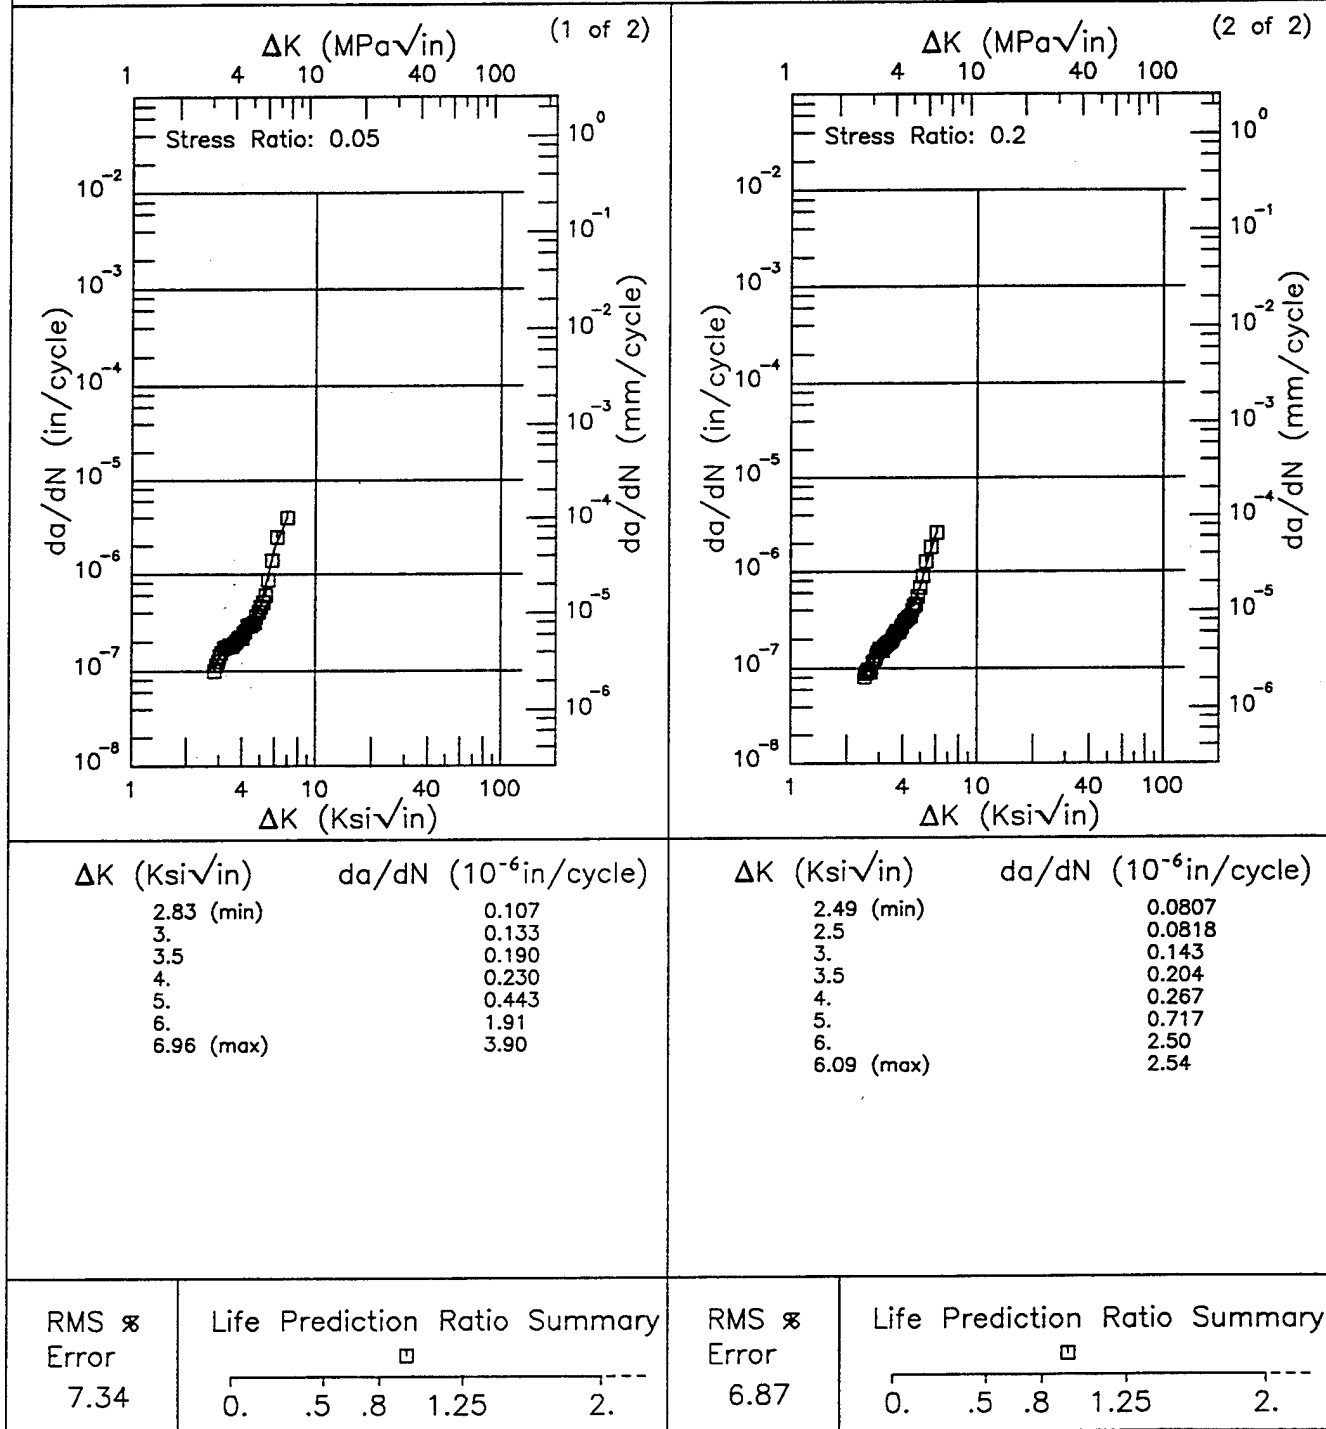 (1 of 2)
ΔK (MPa√in)
1 4 10 40 100
Stress Ratio: 0.05
10⁰
10⁻¹
10⁻²
10⁻³
10⁻⁴
10⁻⁵
10⁻⁶
da/dN (mm/cycle)
10⁻²
10⁻³
10⁻⁴
10⁻⁵
10⁻⁶
10⁻⁷
10⁻⁸
da/dN (in/cycle)
1 4 10 40 100
ΔK (Ksi√in)
ΔK (Ksi√in) da/dN (10⁻⁶in/cycle)
2.83 (min) 0.107
3. 0.133
3.5 0.190
4. 0.230
5. 0.443
6. 1.91
6.96 (max) 3.90
RMS %
Error
7.34
Life Prediction Ratio Summary
0. .5 .8 1.25 2.
(2 of 2)
ΔK (MPa√in)
1 4 10 40 100
Stress Ratio: 0.2
10⁰
10⁻¹
10⁻²
10⁻³
10⁻⁴
10⁻⁵
10⁻⁶
da/dN (mm/cycle)
10⁻²
10⁻³
10⁻⁴
10⁻⁵
10⁻⁶
10⁻⁷
10⁻⁸
da/dN (in/cycle)
1 4 10 40 100
ΔK (Ksi√in)
ΔK (Ksi√in) da/dN (10⁻⁶in/cycle)
2.49 (min) 0.0807
2.5 0.0818
3. 0.143
3.5 0.204
4. 0.267
5. 0.717
6. 2.50
6.09 (max) 2.54
RMS %
Error
6.87
Life Prediction Ratio Summary
0. .5 .8 1.25 2.